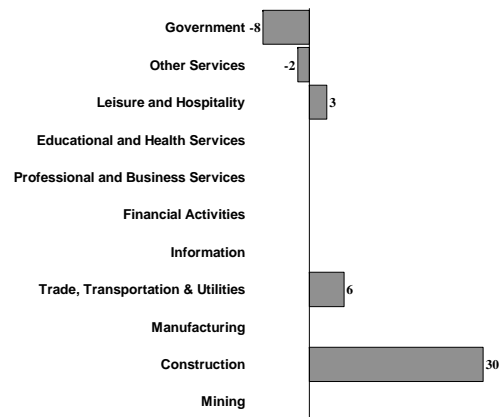 Government -8
Other Services -2
Leisure and Hospitality 3
Educational and Health Services
Professional and Business Services
Financial Activities
Information
Trade, Transportation & Utilities 6
Manufacturing
Construction 30
Mining